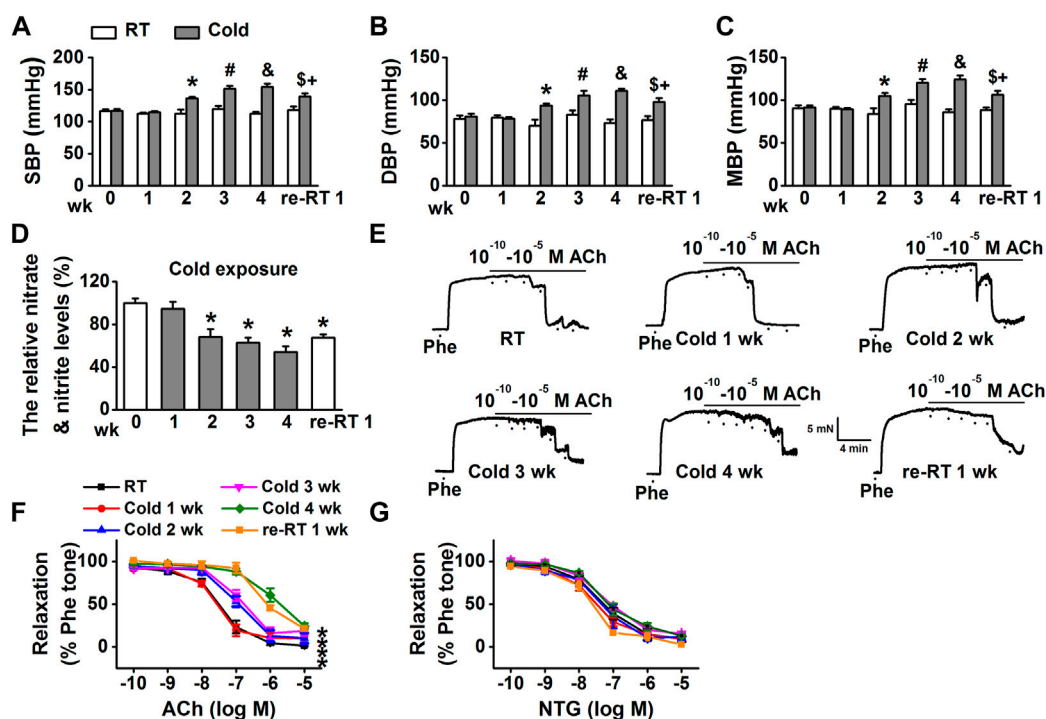 A
RT
Cold
SBP (mmHg)
200
150
100
50
0
*
#
&
$+
wk
0 1 2 3 4 re-RT 1
B
DBP (mmHg)
150
100
50
0
*
#
&
$+
wk
0 1 2 3 4 re-RT 1
C
MBP (mmHg)
150
100
50
0
*
#
&
$+
wk
0 1 2 3 4 re-RT 1
D
Cold exposure
The relative nitrate
& nitrite levels (%)
120
80
40
0
* * * *
wk
0 1 2 3 4 re-RT 1
E
10⁻¹⁰-10⁻⁵ M ACh
Phe
RT
10⁻¹⁰-10⁻⁵ M ACh
Phe
Cold 1 wk
10⁻¹⁰-10⁻⁵ M ACh
Phe
Cold 2 wk
10⁻¹⁰-10⁻⁵ M ACh
Phe
Cold 3 wk
10⁻¹⁰-10⁻⁵ M ACh
Phe
Cold 4 wk
5 mN
4 min
10⁻¹⁰-10⁻⁵ M ACh
Phe
re-RT 1 wk
RT
Cold 1 wk
Cold 2 wk
Cold 3 wk
Cold 4 wk
re-RT 1 wk
F
Relaxation
(% Phe tone)
100
50
0
****
-10 -9 -8 -7 -6 -5
ACh (log M)
G
Relaxation
(% Phe tone)
100
50
0
-10 -9 -8 -7 -6 -5
NTG (log M)